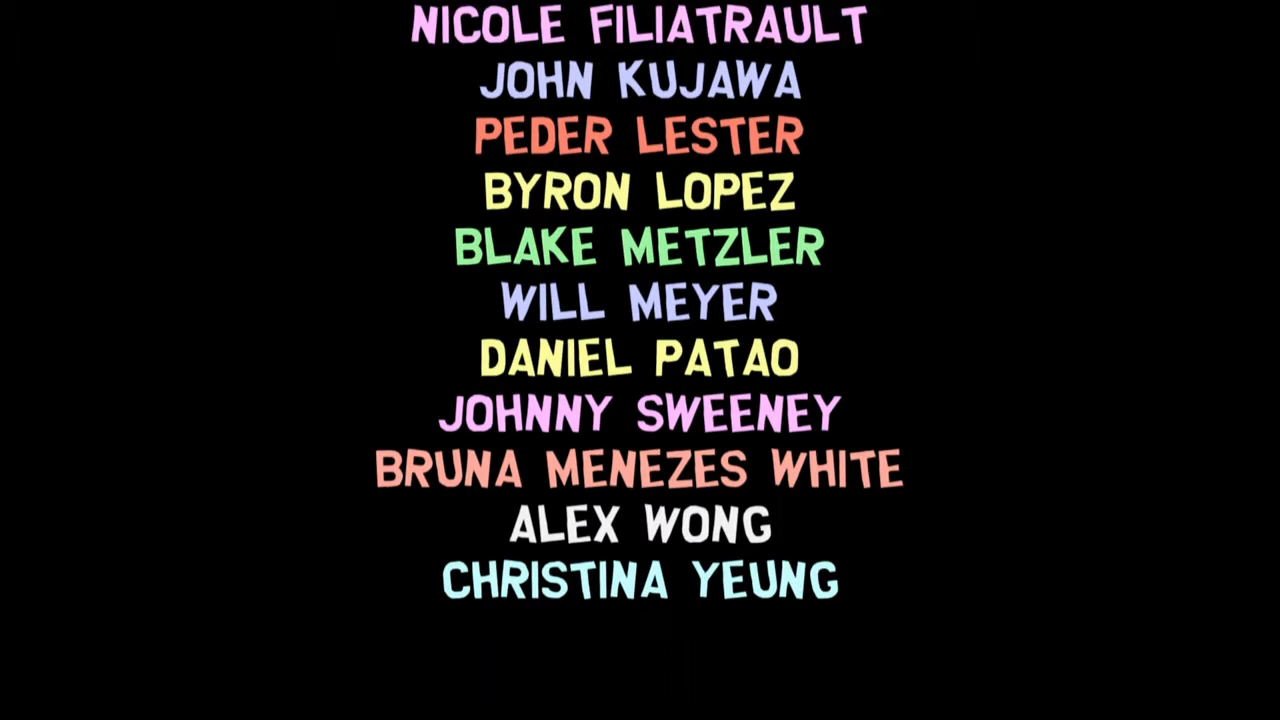 NICOLE FILIATRAULT
JOHN KUJAWA
PEDER LESTER
BYRON LOPEZ
BLAKE METZLER
WILL MEYER
DANIEL PATAO
JOHNNY SWEENEY
BRUNA MENEZES WHITE
ALEX WONG
CHRISTINA YEUNG